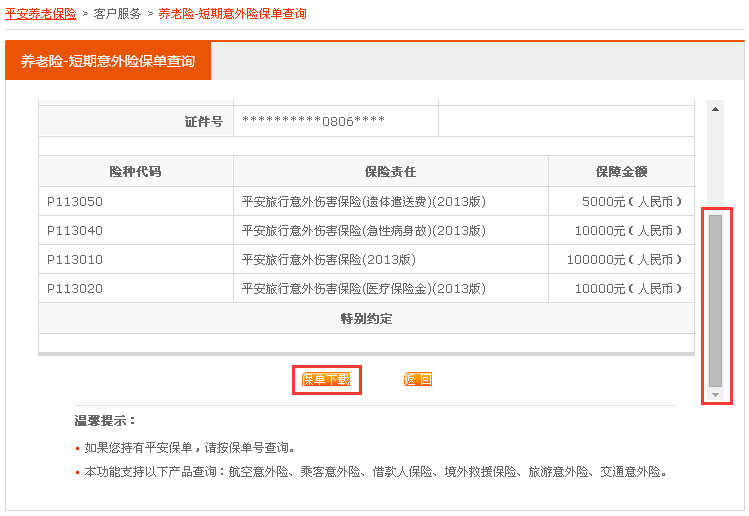 平安养老保险 > 客户服务 > 养老险-短期意外险保单查询
养老险-短期意外险保单查询
证件号 **********0806****
险种代码 保险责任 保障金额
P113050 平安旅行意外伤害保险(遗体遣送费)(2013版) 5000元(人民币)
P113040 平安旅行意外伤害保险(急性病身故)(2013版) 10000元(人民币)
P113010 平安旅行意外伤害保险(2013版) 100000元(人民币)
P113020 平安旅行意外伤害保险(医疗保险金)(2013版) 10000元(人民币)
特别约定
保单下载 返 回
温馨提示：
如果您持有平安保单，请按保单号查询。
本功能支持以下产品查询：航空意外险、乘客意外险、借款人保险、境外救援保险、旅游意外险、交通意外险。